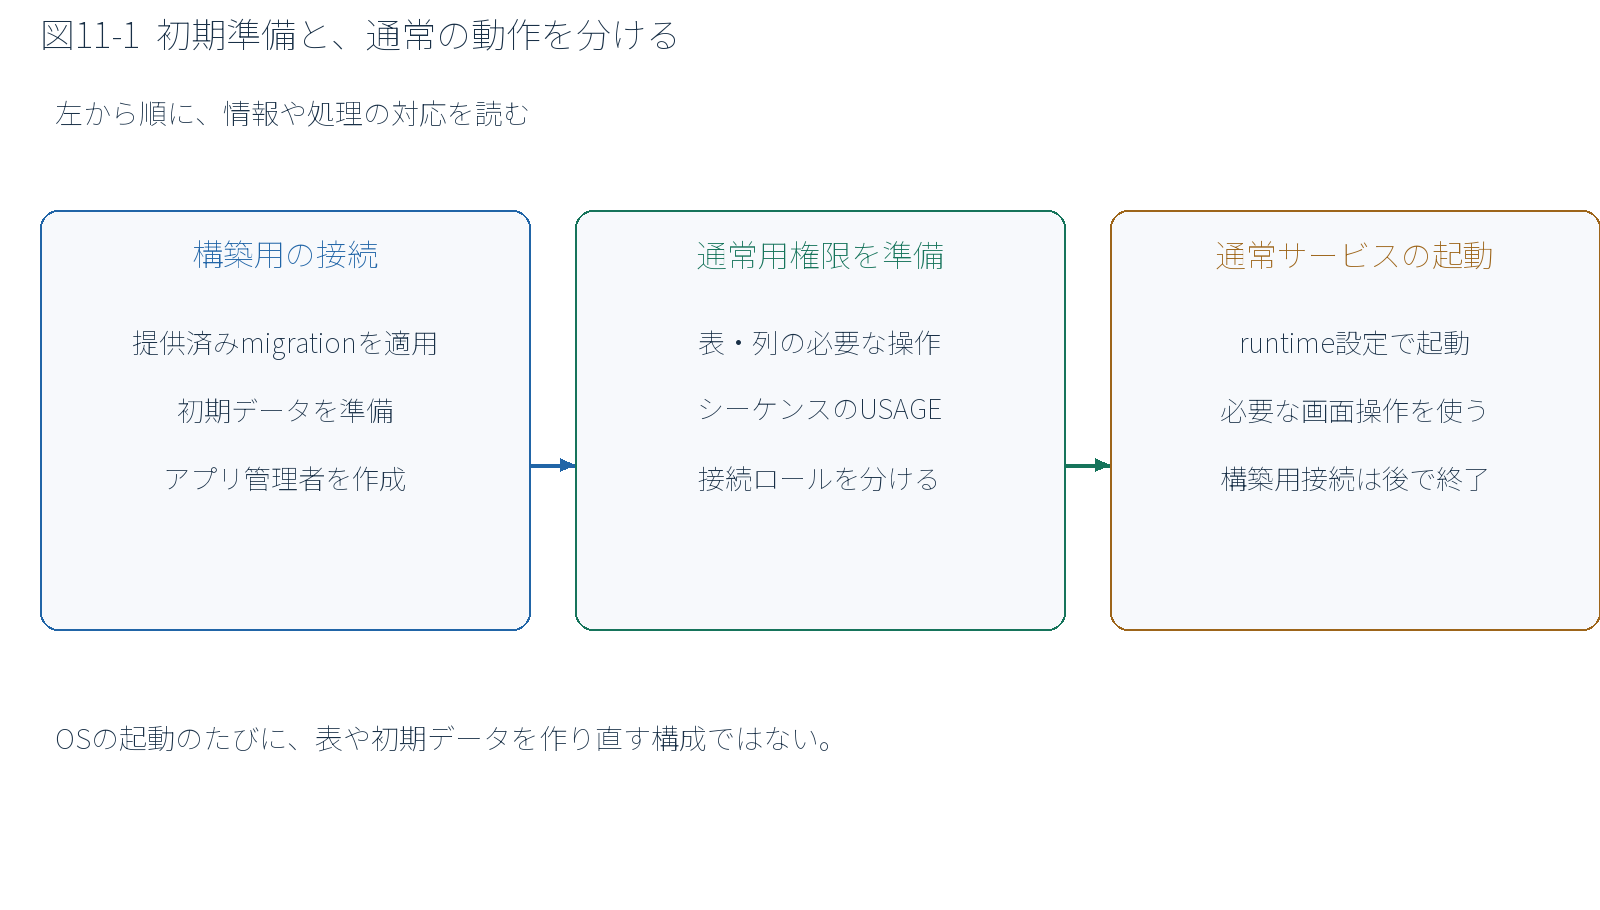 図11-1 初期準備と、通常の動作を分ける
左から順に、情報や処理の対応を読む
構築用の接続
提供済みmigrationを適用
初期データを準備
アプリ管理者を作成
通常用権限を準備
表・列の必要な操作
シーケンスのUSAGE
接続ロールを分ける
通常サービスの起動
runtime設定で起動
必要な画面操作を使う
構築用接続は後で終了
OSの起動のたびに、表や初期データを作り直す構成ではない。